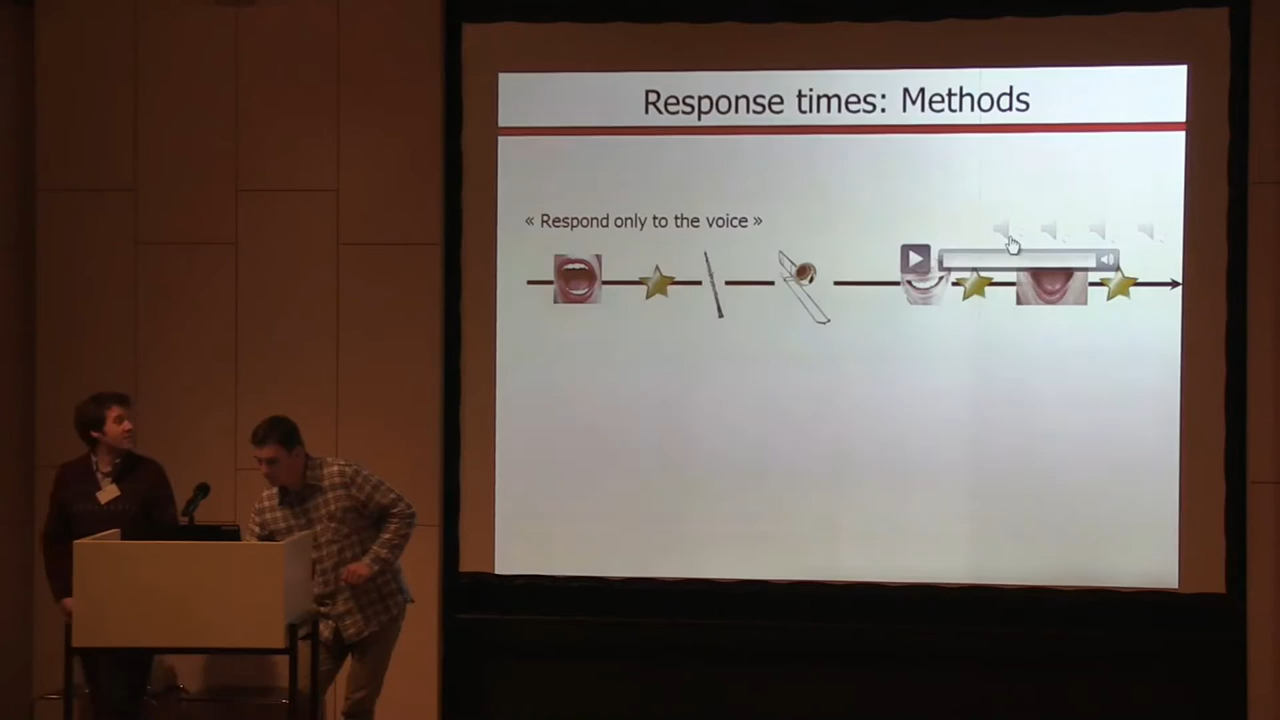 Response times: Methods
« Respond only to the voice »